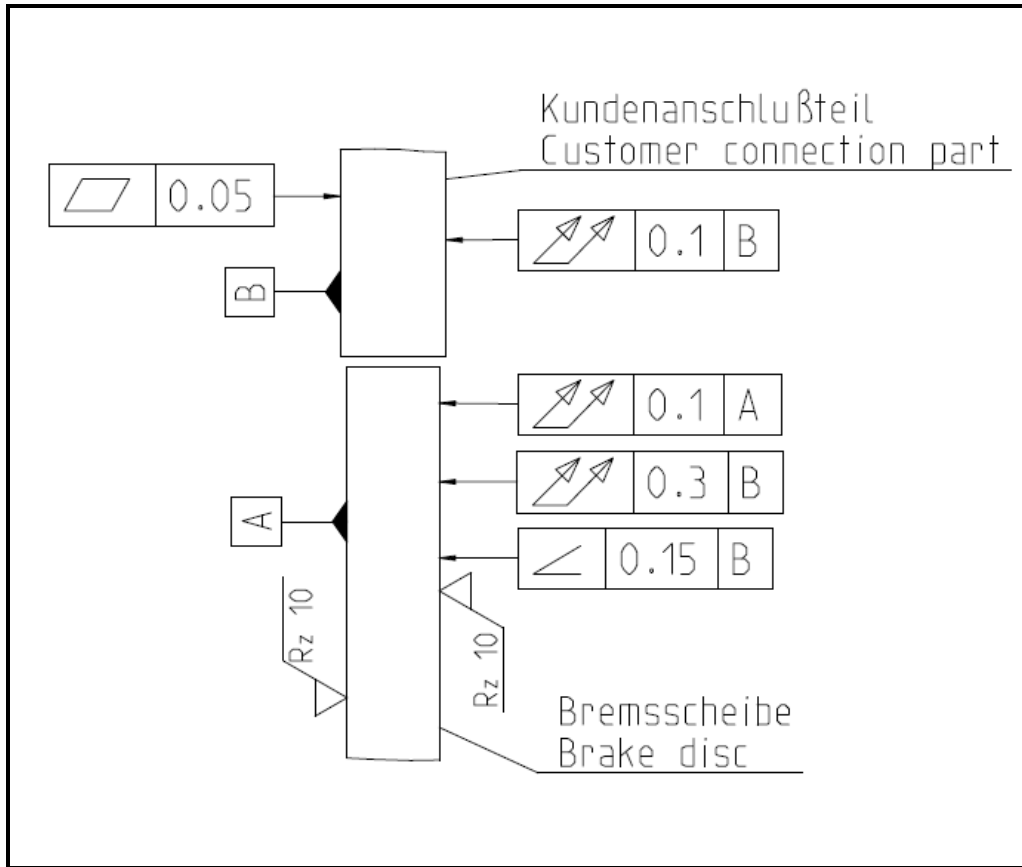 Kundenanschlußteil
Customer connection part
0.05
0.1 B
B
0.1 A
0.3 B
A
0.15 B
Rz 10
Rz 10
Bremsscheibe
Brake disc